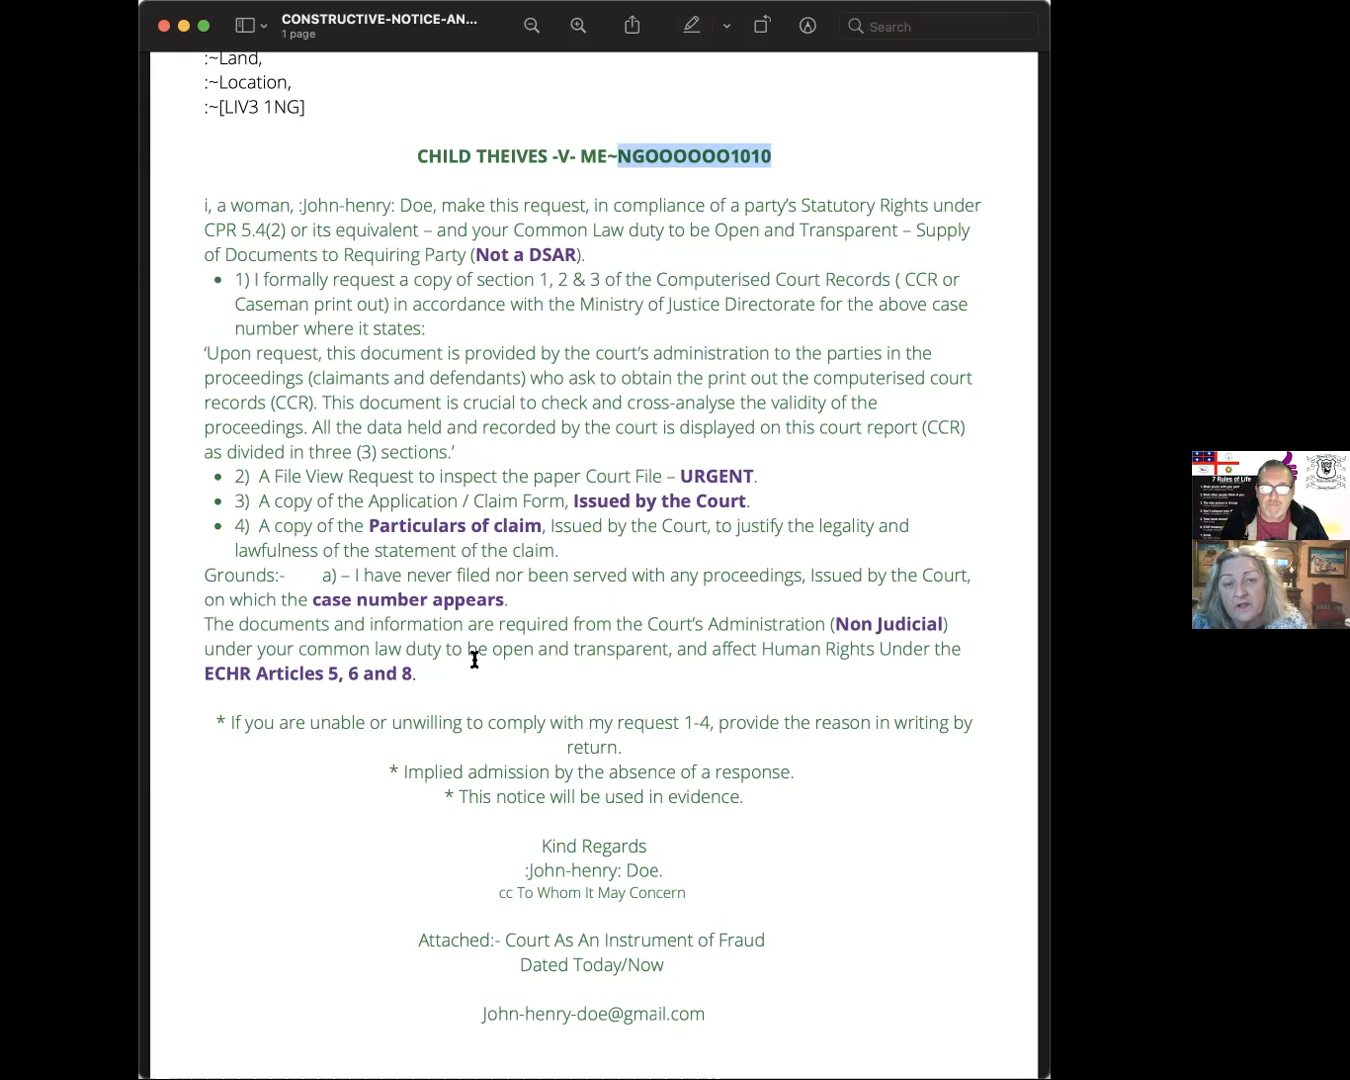 CONSTRUCTIVE-NOTICE-AN...
1 page
Search
:~Land,
:~Location,
:~[LIV3 1NG]
CHILD THEIVES -V- ME~NGOOOOOO1010
i, a woman, :John-henry: Doe, make this request, in compliance of a party's Statutory Rights under
CPR 5.4(2) or its equivalent – and your Common Law duty to be Open and Transparent – Supply
of Documents to Requiring Party (Not a DSAR).
• 1) I formally request a copy of section 1, 2 & 3 of the Computerised Court Records ( CCR or
Caseman print out) in accordance with the Ministry of Justice Directorate for the above case
number where it states:
‘Upon request, this document is provided by the court’s administration to the parties in the
proceedings (claimants and defendants) who ask to obtain the print out the computerised court
records (CCR). This document is crucial to check and cross-analyse the validity of the
proceedings. All the data held and recorded by the court is displayed on this court report (CCR)
as divided in three (3) sections.’
• 2) A File View Request to inspect the paper Court File – URGENT.
• 3) A copy of the Application / Claim Form, Issued by the Court.
• 4) A copy of the Particulars of claim, Issued by the Court, to justify the legality and
lawfulness of the statement of the claim.
Grounds:- a) – I have never filed nor been served with any proceedings, Issued by the Court,
on which the case number appears.
The documents and information are required from the Court’s Administration (Non Judicial)
under your common law duty to be open and transparent, and affect Human Rights Under the
ECHR Articles 5, 6 and 8.
* If you are unable or unwilling to comply with my request 1-4, provide the reason in writing by
return.
* Implied admission by the absence of a response.
* This notice will be used in evidence.
Kind Regards
:John-henry: Doe.
cc To Whom It May Concern
Attached:- Court As An Instrument of Fraud
Dated Today/Now
John-henry-doe@gmail.com
7 Rules of Life